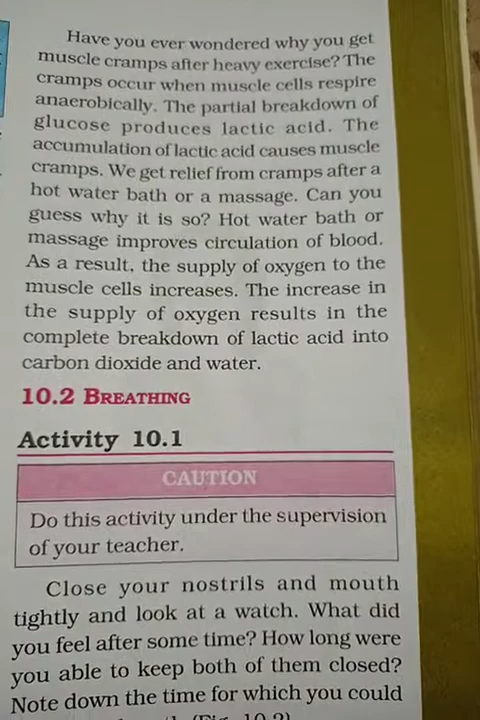 Have you ever wondered why you get
muscle cramps after heavy exercise? The
cramps occur when muscle cells respire
anaerobically. The partial breakdown of
glucose produces lactic acid. The
accumulation of lactic acid causes muscle
cramps. We get relief from cramps after a
hot water bath or a massage. Can you
guess why it is so? Hot water bath or
massage improves circulation of blood.
As a result, the supply of oxygen to the
muscle cells increases. The increase in
the supply of oxygen results in the
complete breakdown of lactic acid into
carbon dioxide and water.
10.2 BREATHING
Activity 10.1
CAUTION
Do this activity under the supervision
of your teacher.
Close your nostrils and mouth
tightly and look at a watch. What did
you feel after some time? How long were
you able to keep both of them closed?
Note down the time for which you could
(Fig. 10.2)